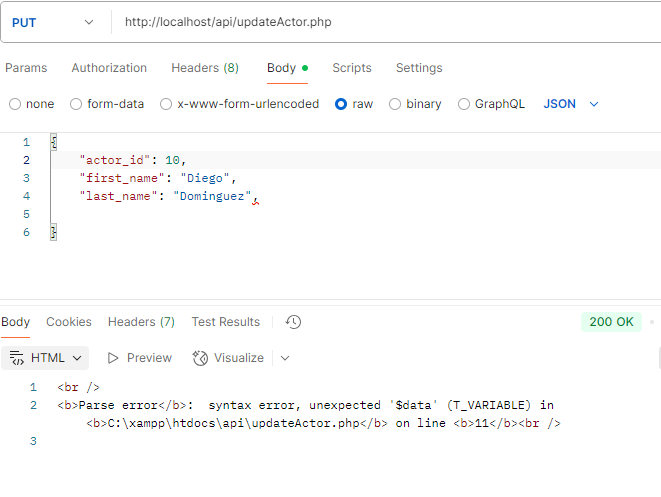 PUT http://localhost/api/updateActor.php
Params Authorization Headers (8) Body Scripts Settings
none form-data x-www-form-urlencoded raw binary GraphQL JSON
1 {
2 "actor_id": 10,
3 "first_name": "Diego",
4 "last_name": "Dominguez",
5
6 }
Body Cookies Headers (7) Test Results 200 OK
HTML Preview Visualize
1 <br />
2 <b>Parse error</b>:  syntax error, unexpected '$data' (T_VARIABLE) in
<b>C:\xampp\htdocs\api\updateActor.php</b> on line <b>11</b><br />
3